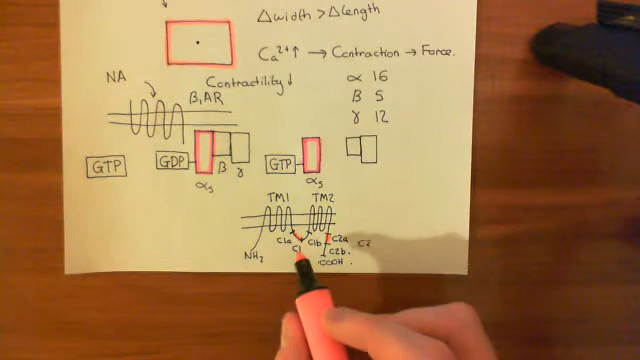 Δwidth > Δlength
Ca²⁺↑ → Contraction → Force.
Contractility ↓
α 16
β 5
γ 12
NA
β₁AR
GTP
GDP
αs
β
γ
GTP
αs
TM1
TM2
C1a
C1
C1b
C2a
C2b.
C2
NH₂
COOH.